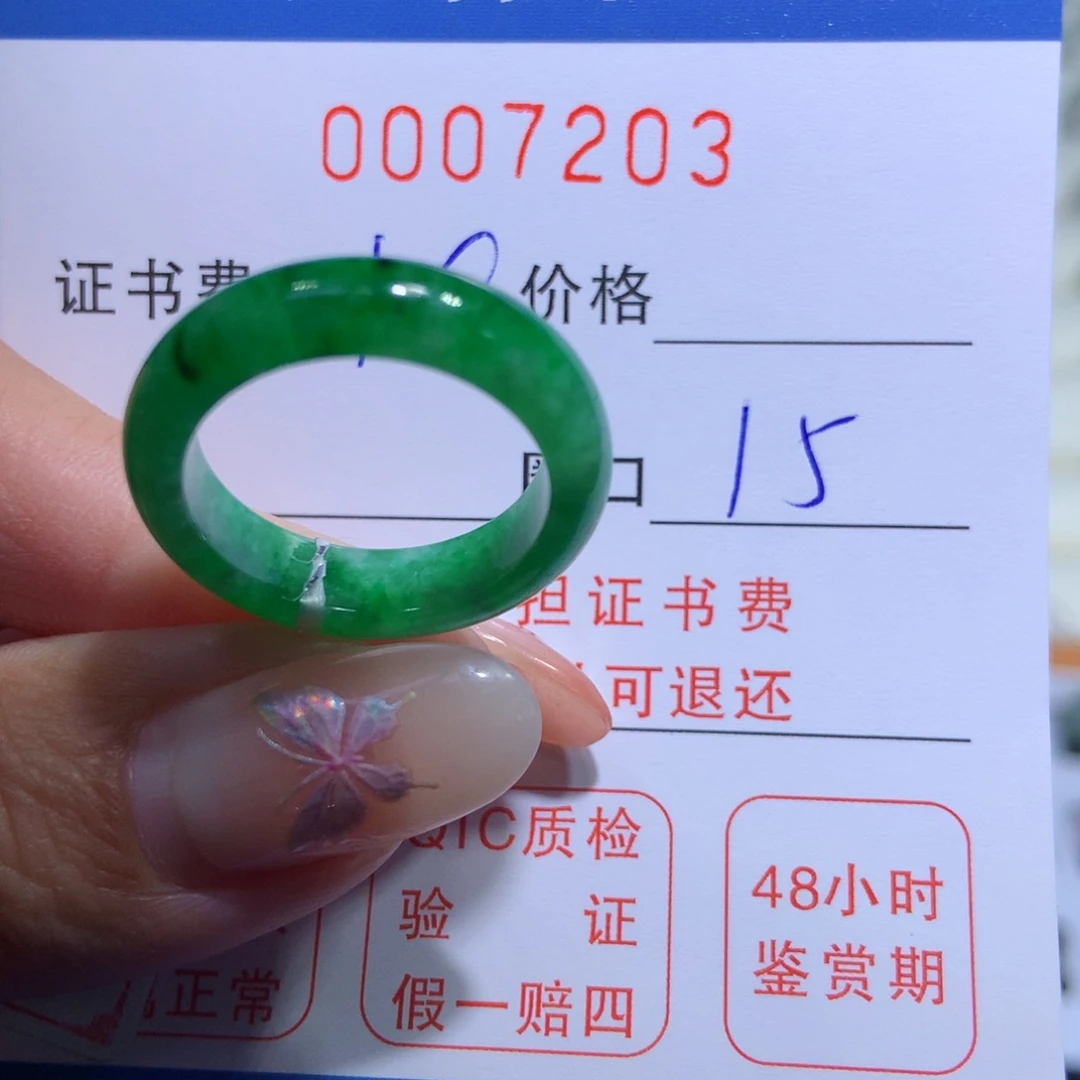 0007203
证书费 价格
口 15
担证书费
可退还
QIC质检
验 证
假一赔四
正常
48小时
鉴赏期